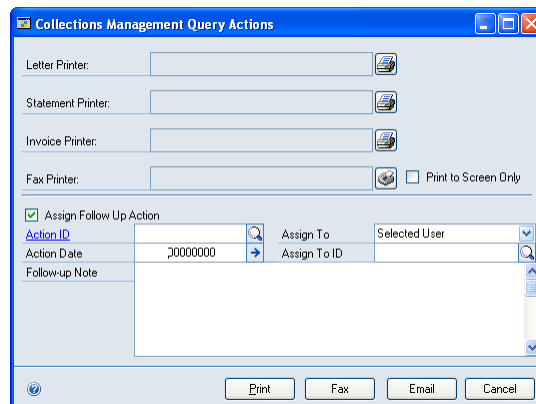 Collections Management Query Actions
Letter Printer:
Statement Printer:
Invoice Printer:
Fax Printer:
Print to Screen Only
Assign Follow Up Action
Action ID
Assign To
Selected User
Action Date
00000000
Assign To ID
Follow-up Note
Print
Fax
Email
Cancel